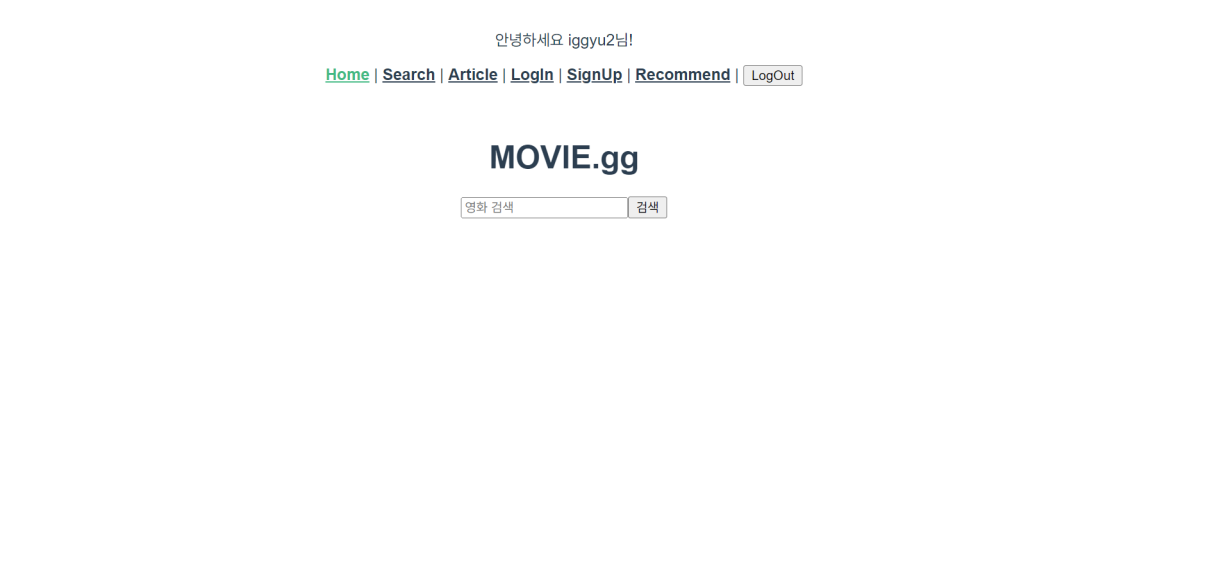 안녕하세요 iggyu2님!
Home | Search | Article | LogIn | SignUp | Recommend | LogOut
MOVIE.gg
영화 검색 검색